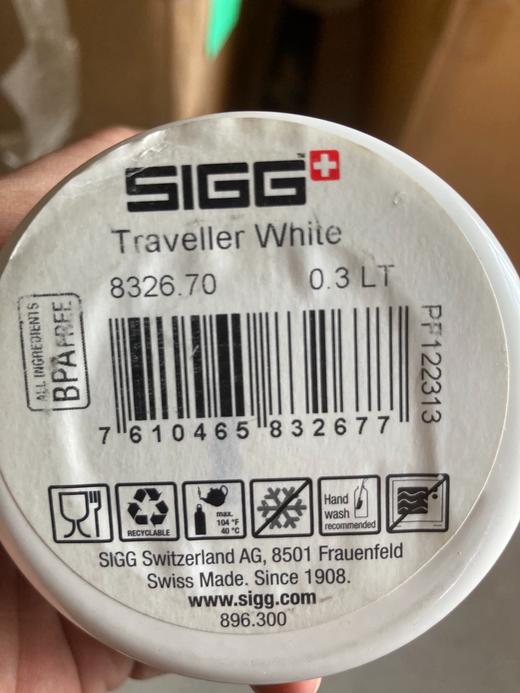 SIGG™
Traveller White
8326.70 0.3 LT
ALL INGREDIENTS
BPA FREE
PF122313
7 610465 832677
RECYCLABLE
max.
104 °F
40 °C
Hand
wash
recommended
SIGG Switzerland AG, 8501 Frauenfeld
Swiss Made. Since 1908.
www.sigg.com
896.300